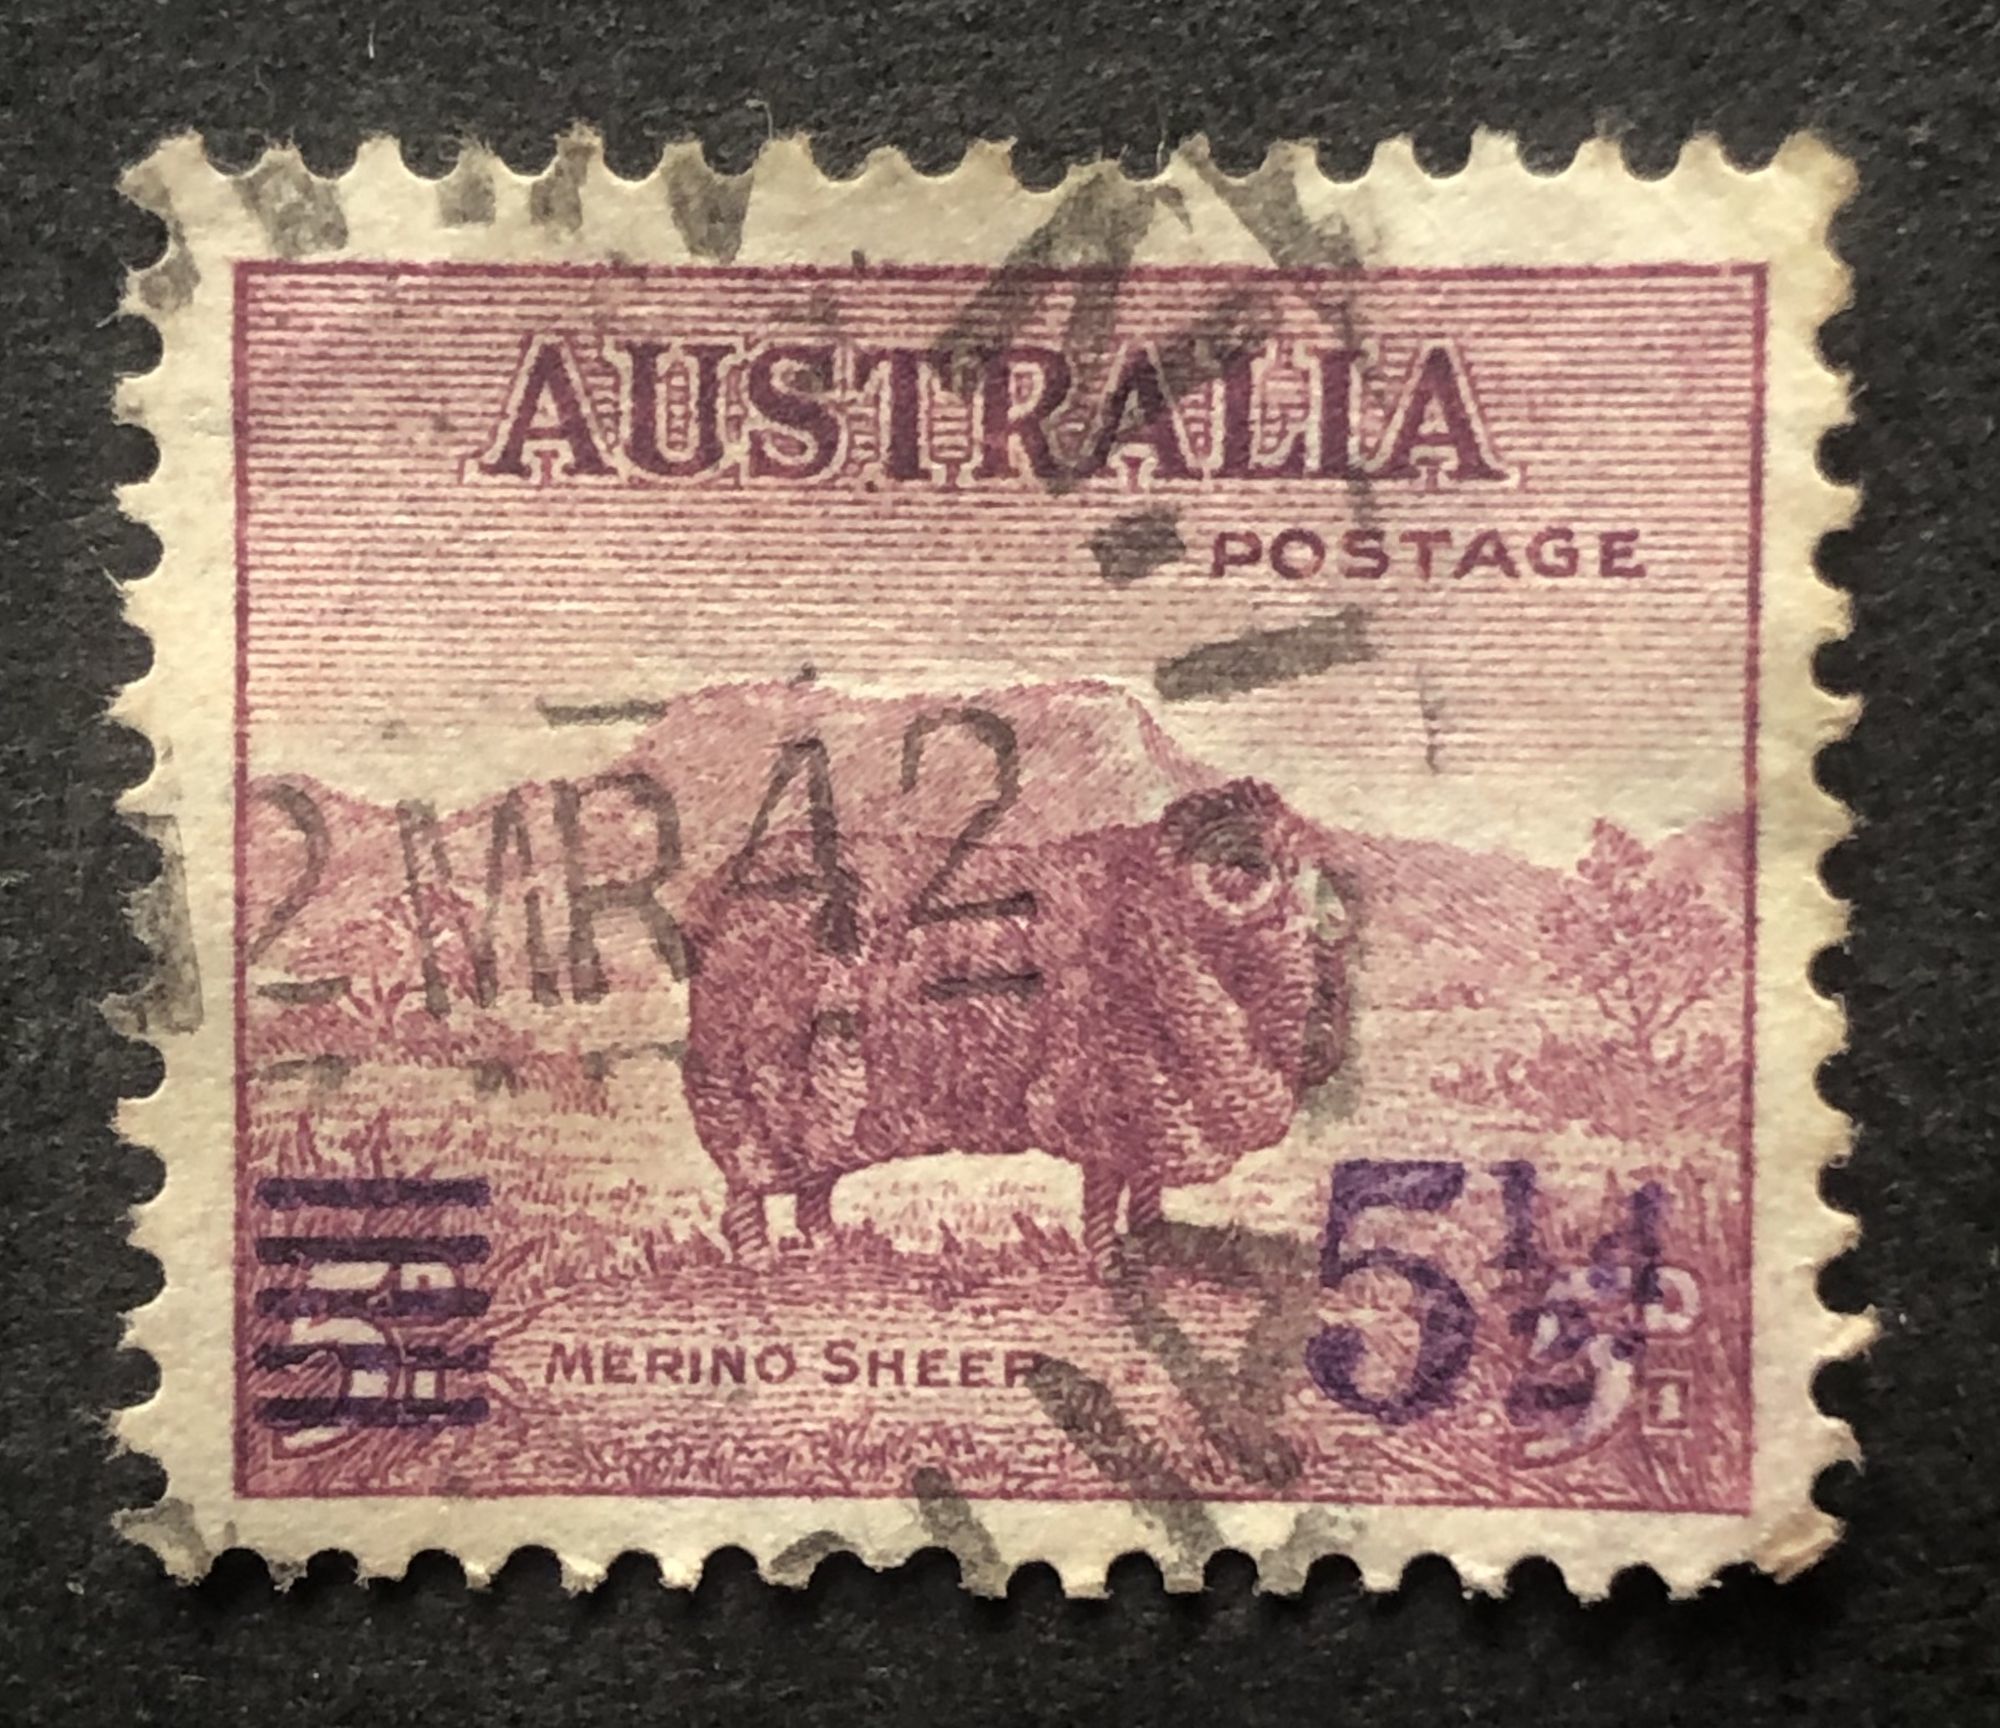 AUSTRALIA
POSTAGE
2 MR 42
5½d
MERINO SHEEP